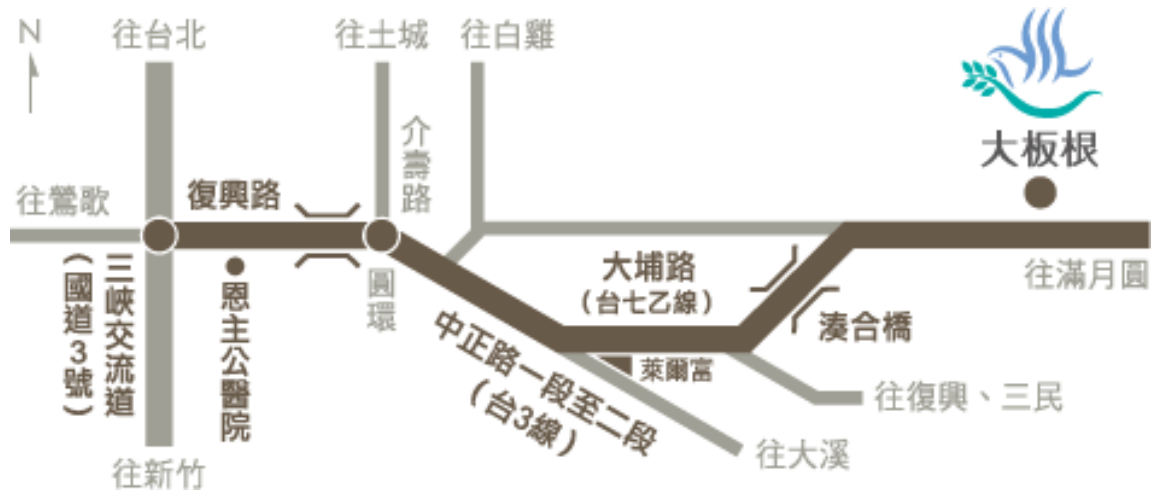 N
往台北
往土城
往白雞
大板根
介壽路
往鶯歌
復興路
三峽交流道
(國道3號)
恩主公醫院
圓環
大埔路
(台七乙線)
往滿月圓
湊合橋
中正路一段至二段
(台3線)
萊爾富
往復興、三民
往大溪
往新竹